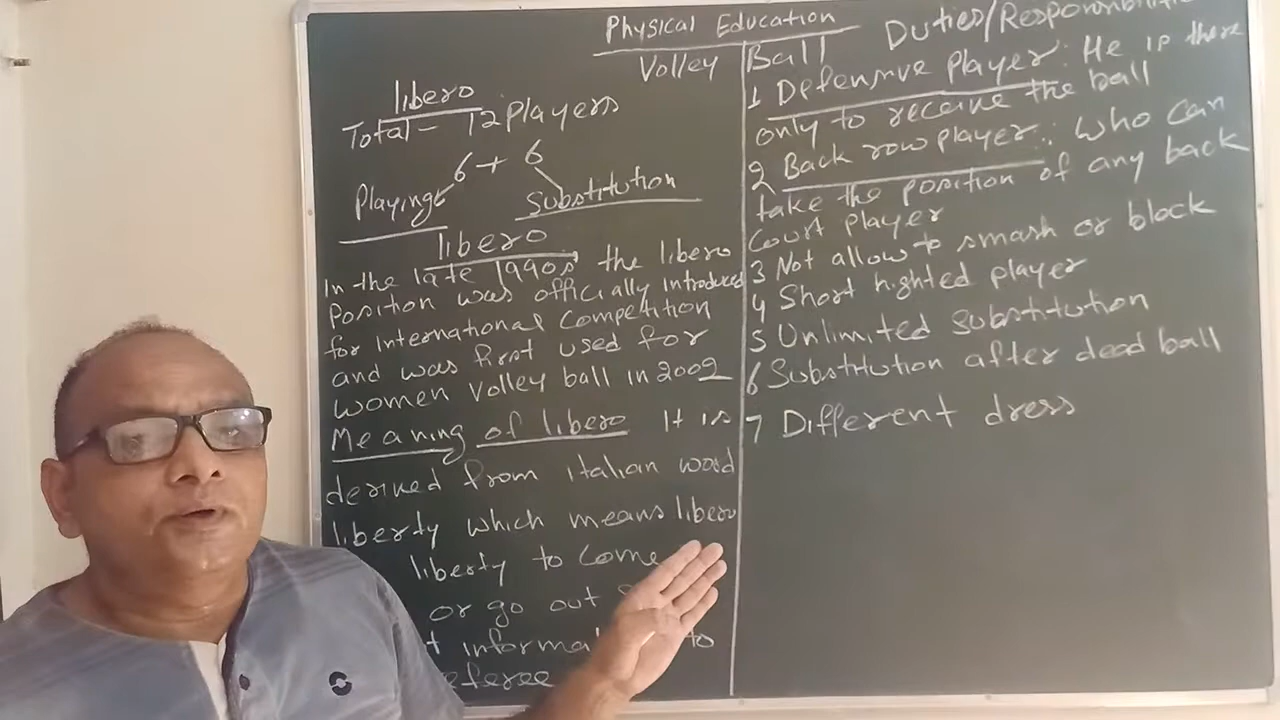 Physical Education
Volley Ball
libero
Total - 12 Players
6 + 6
Playing Substitution
libero
In the late 1990s the libero
Position was officially introduced
for International Competition
and was first used for
women Volley ball in 2002
Meaning of libero It is
derived from italian word
liberty which means libero
liberty to come
or go out
informa to
eferee
Duties/Responsibilitie
1 Defensive Player: He is there
only to receive the ball
2 Back row player: Who can
take the position of any back
Court Player
3 Not allow to smash or block
4 Short highted player
5 Unlimited Substitution
6 Substitution after dead ball
7 Different dress